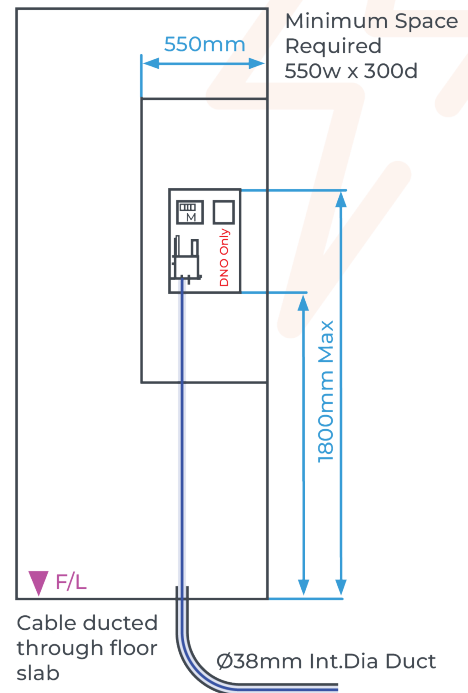 550mm
Minimum Space
Required
550w x 300d
M
DNO Only
1800mm Max
F/L
Cable ducted
through floor
slab
Ø38mm Int.Dia Duct